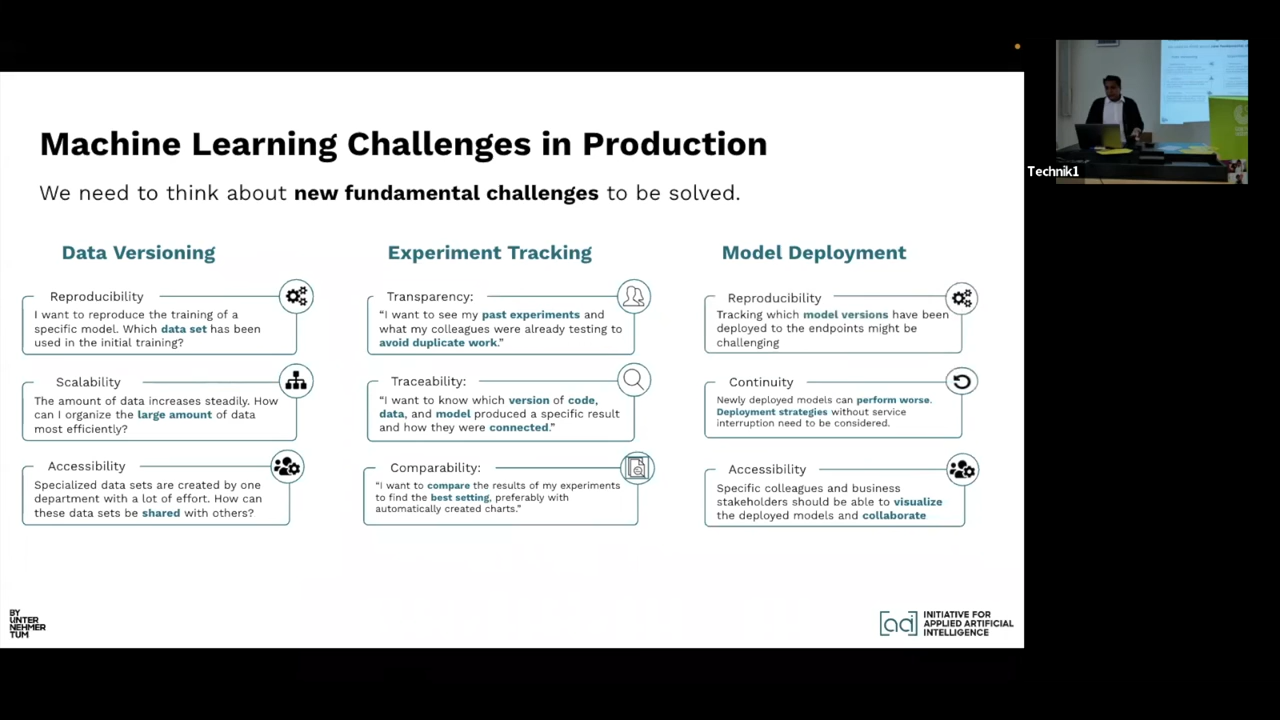 Machine Learning Challenges in Production
We need to think about new fundamental challenges to be solved.
Data Versioning
Reproducibility
I want to reproduce the training of a
specific model. Which data set has been
used in the initial training?
Scalability
The amount of data increases steadily. How
can I organize the large amount of data
most efficiently?
Accessibility
Specialized data sets are created by one
department with a lot of effort. How can
these data sets be shared with others?
Experiment Tracking
Transparency:
“I want to see my past experiments and
what my colleagues were already testing to
avoid duplicate work.”
Traceability:
“I want to know which version of code,
data, and model produced a specific result
and how they were connected.”
Comparability:
“I want to compare the results of my experiments
to find the best setting, preferably with
automatically created charts.”
Model Deployment
Reproducibility
Tracking which model versions have been
deployed to the endpoints might be
challenging
Continuity
Newly deployed models can perform worse.
Deployment strategies without service
interruption need to be considered.
Accessibility
Specific colleagues and business
stakeholders should be able to visualize
the deployed models and collaborate
BY
UNTER
NEHMER
TUM
[ai]
INITIATIVE FOR
APPLIED ARTIFICIAL
INTELLIGENCE
Technik1